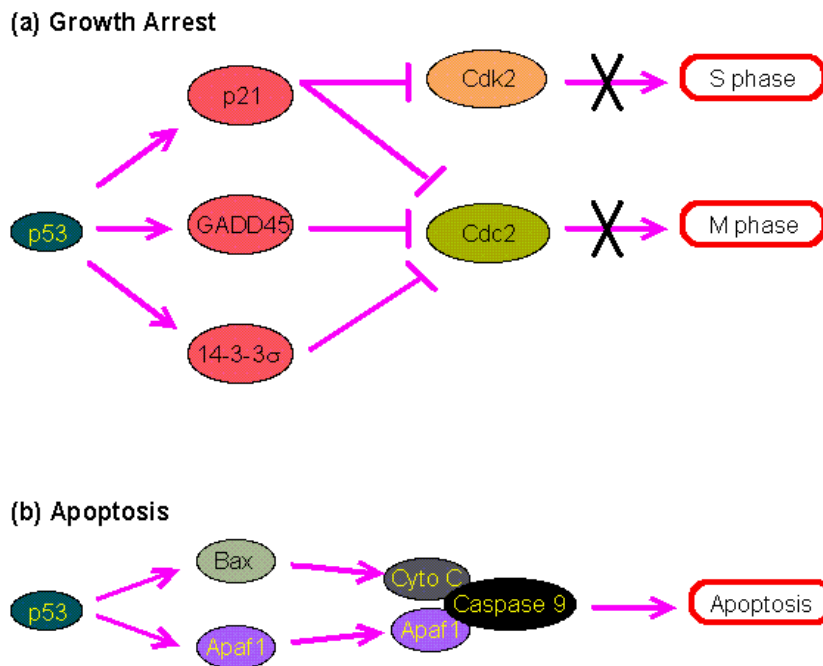 (a) Growth Arrest
p21
Cdk2
S phase
p53
GADD45
Cdc2
M phase
14-3-3σ
(b) Apoptosis
Bax
Cyto C
p53
Caspase 9
Apoptosis
Apaf1
Apaf1